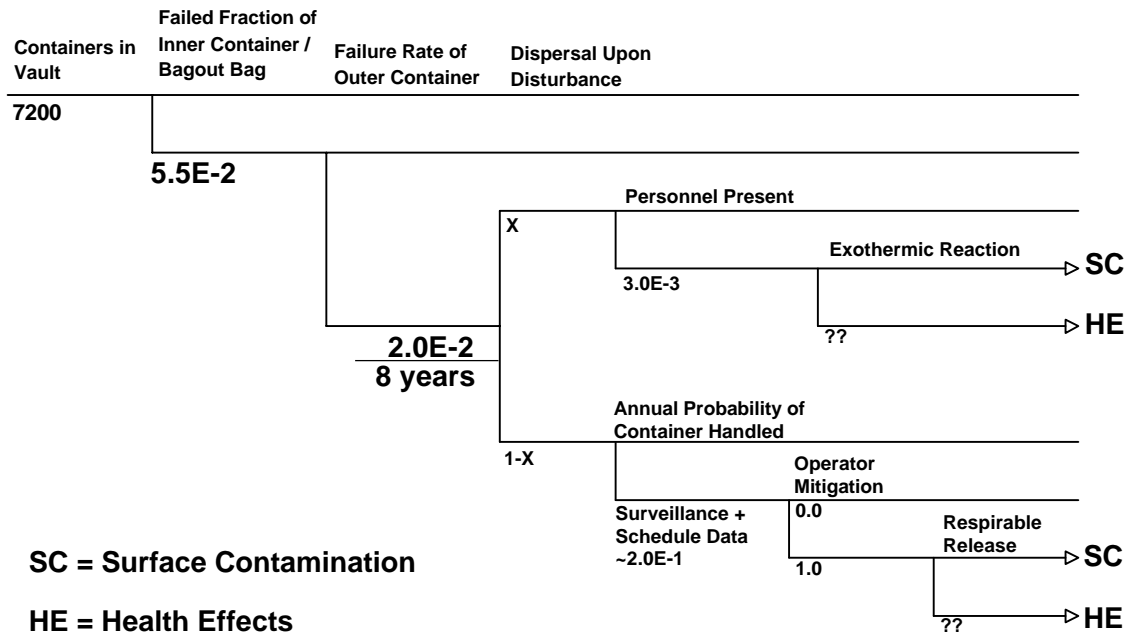 Containers in
Vault
Failed Fraction of
Inner Container /
Bagout Bag
Failure Rate of
Outer Container
Dispersal Upon
Disturbance
7200
5.5E-2
Personnel Present
X
Exothermic Reaction
SC
3.0E-3
HE
??
2.0E-2
8 years
Annual Probability of
Container Handled
1-X
Operator
Mitigation
0.0
Surveillance +
Schedule Data
~2.0E-1
Respirable
Release
SC
1.0
HE
??
SC = Surface Contamination
HE = Health Effects